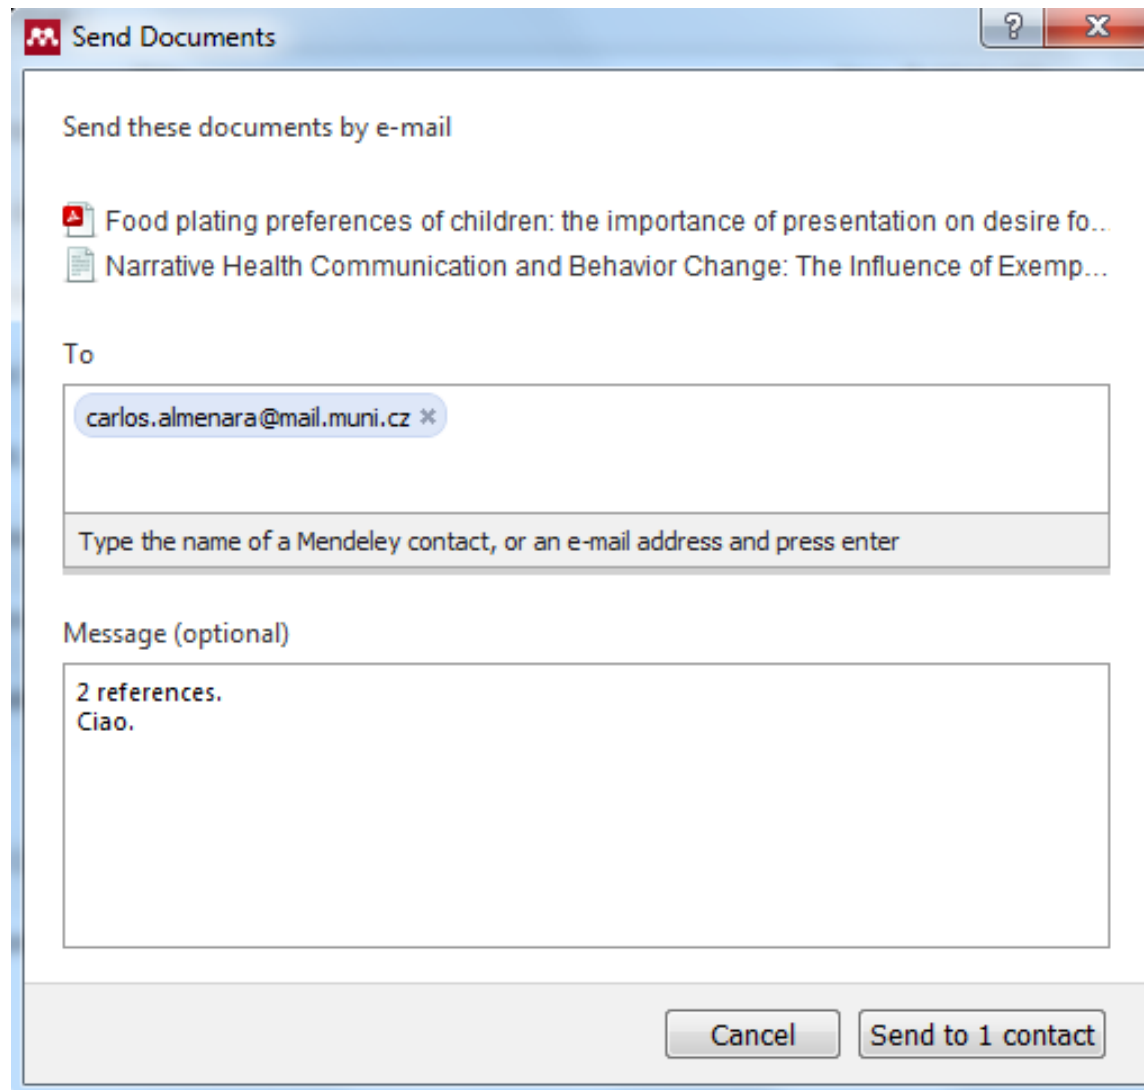 Send Documents
Send these documents by e-mail
Food plating preferences of children: the importance of presentation on desire fo...
Narrative Health Communication and Behavior Change: The Influence of Exemp...
To
carlos.almenara@mail.muni.cz
Type the name of a Mendeley contact, or an e-mail address and press enter
Message (optional)
2 references.
Ciao.
Cancel Send to 1 contact